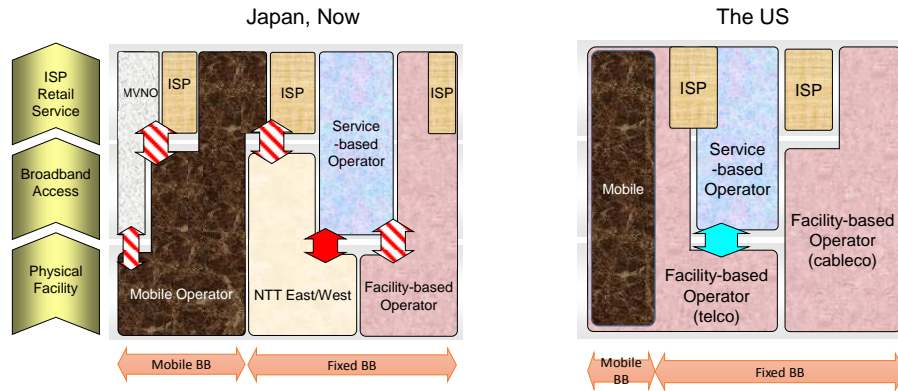 Japan, Now
The US
ISP
Retail
Service
Broadband
Access
Physical
Facility
MVNO
ISP
ISP
Service
-based
Operator
ISP
Mobile Operator
NTT East/West
Facility-based
Operator
Mobile BB
Fixed BB
Mobile
ISP
ISP
Service
-based
Operator
Facility-based
Operator
(telco)
Facility-based
Operator
(cableco)
Mobile
BB
Fixed BB